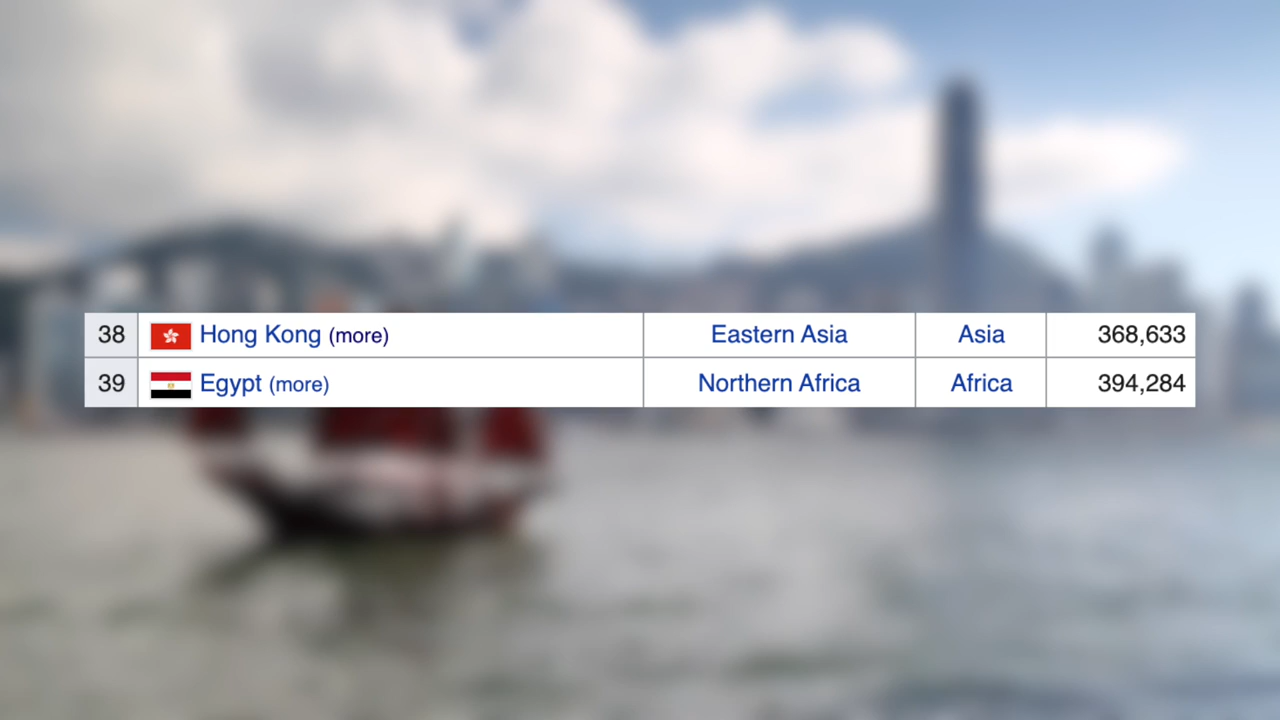 38 Hong Kong (more) Eastern Asia Asia 368,633
39 Egypt (more) Northern Africa Africa 394,284